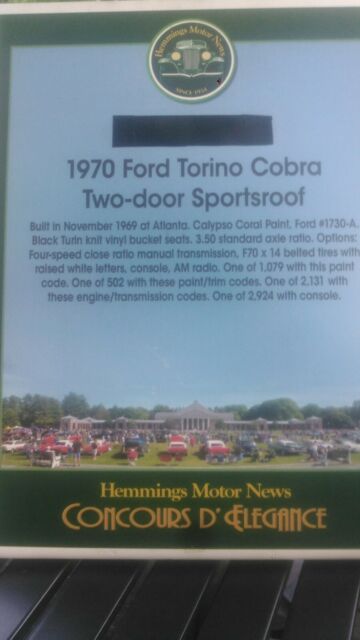 Hemmings Motor News
SINCE 1954
1970 Ford Torino Cobra
Two-door Sportsroof
Built in November 1969 at Atlanta. Calypso Coral Paint, Ford #1730-A.
Black Turin knit vinyl bucket seats. 3.50 standard axle ratio. Options:
Four-speed close ratio manual transmission, F70 x 14 belted tires with
raised white letters, console, AM radio. One of 1,079 with this paint
code. One of 502 with these paint/trim codes. One of 2,131 with
these engine/transmission codes. One of 2,924 with console.
Hemmings Motor News
CONCOURS D'ELEGANCE